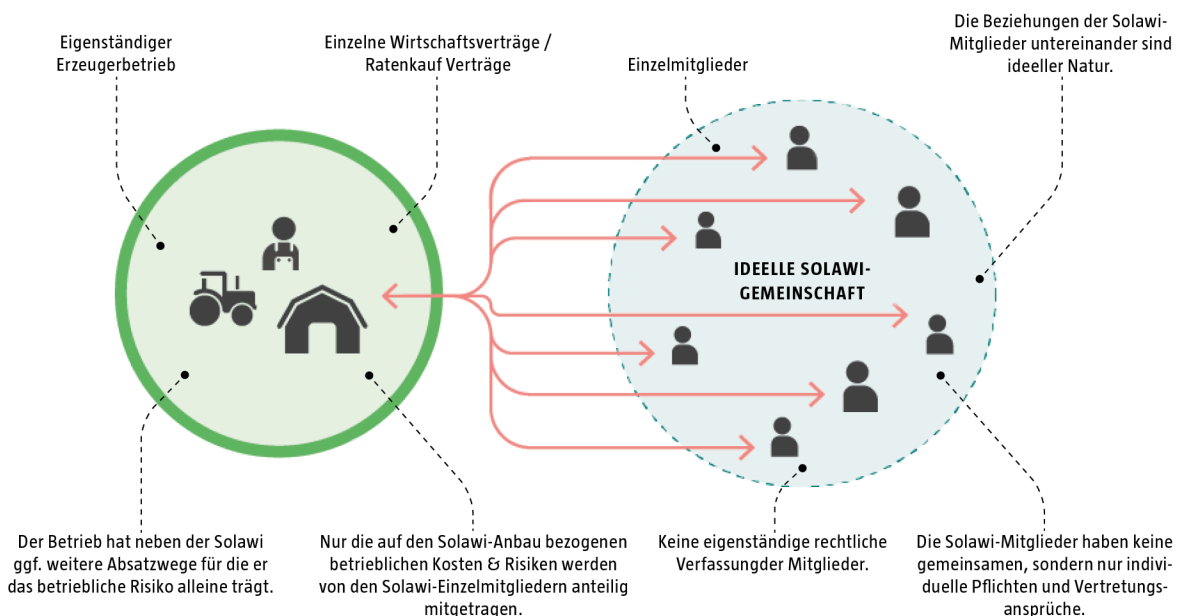 Eigenständiger
Erzeugerbetrieb
Einzelne Wirtschaftsverträge /
Ratenkauf Verträge
Einzelmitglieder
Die Beziehungen der Solawi-
Mitglieder untereinander sind
ideeller Natur.
IDEELLE SOLAWI-
GEMEINSCHAFT
Der Betrieb hat neben der Solawi
ggf. weitere Absatzwege für die er
das betriebliche Risiko alleine trägt.
Nur die auf den Solawi-Anbau bezogenen
betrieblichen Kosten & Risiken werden
von den Solawi-Einzelmitgliedern anteilig
mitgetragen.
Keine eigenständige rechtliche
Verfassungder Mitglieder.
Die Solawi-Mitglieder haben keine
gemeinsamen, sondern nur indivi-
duelle Pflichten und Vertretungs-
ansprüche.